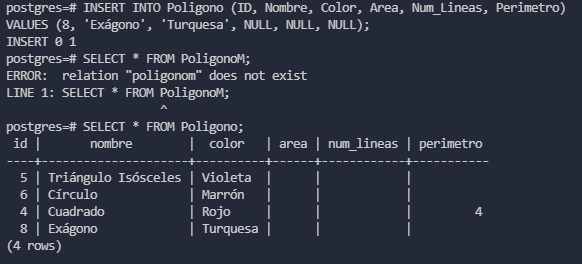 postgres=# INSERT INTO Poligono (ID, Nombre, Color, Area, Num_Lineas, Perimetro)
VALUES (8, 'Exágono', 'Turquesa', NULL, NULL, NULL);
INSERT 0 1
postgres=# SELECT * FROM PoligonoM;
ERROR:  relation "poligonom" does not exist
LINE 1: SELECT * FROM PoligonoM;
                      ^
postgres=# SELECT * FROM Poligono;
 id |       nombre        |  color   | area | num_lineas | perimetro
----+---------------------+----------+------+------------+-----------
  5 | Triángulo Isósceles | Violeta  |      |            |
  6 | Círculo             | Marrón   |      |            |
  4 | Cuadrado            | Rojo     |      |            |         4
  8 | Exágono             | Turquesa |      |            |
(4 rows)